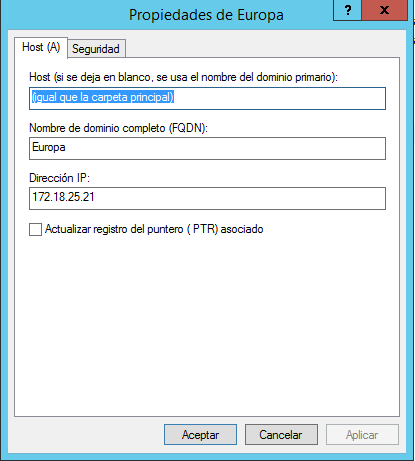 Propiedades de Europa
?
x
Host (A)
Seguridad
Host (si se deja en blanco, se usa el nombre del dominio primario):
(igual que la carpeta principal)
Nombre de dominio completo (FQDN):
Europa
Dirección IP:
172.18.25.21
Actualizar registro del puntero ( PTR) asociado
Aceptar
Cancelar
Aplicar